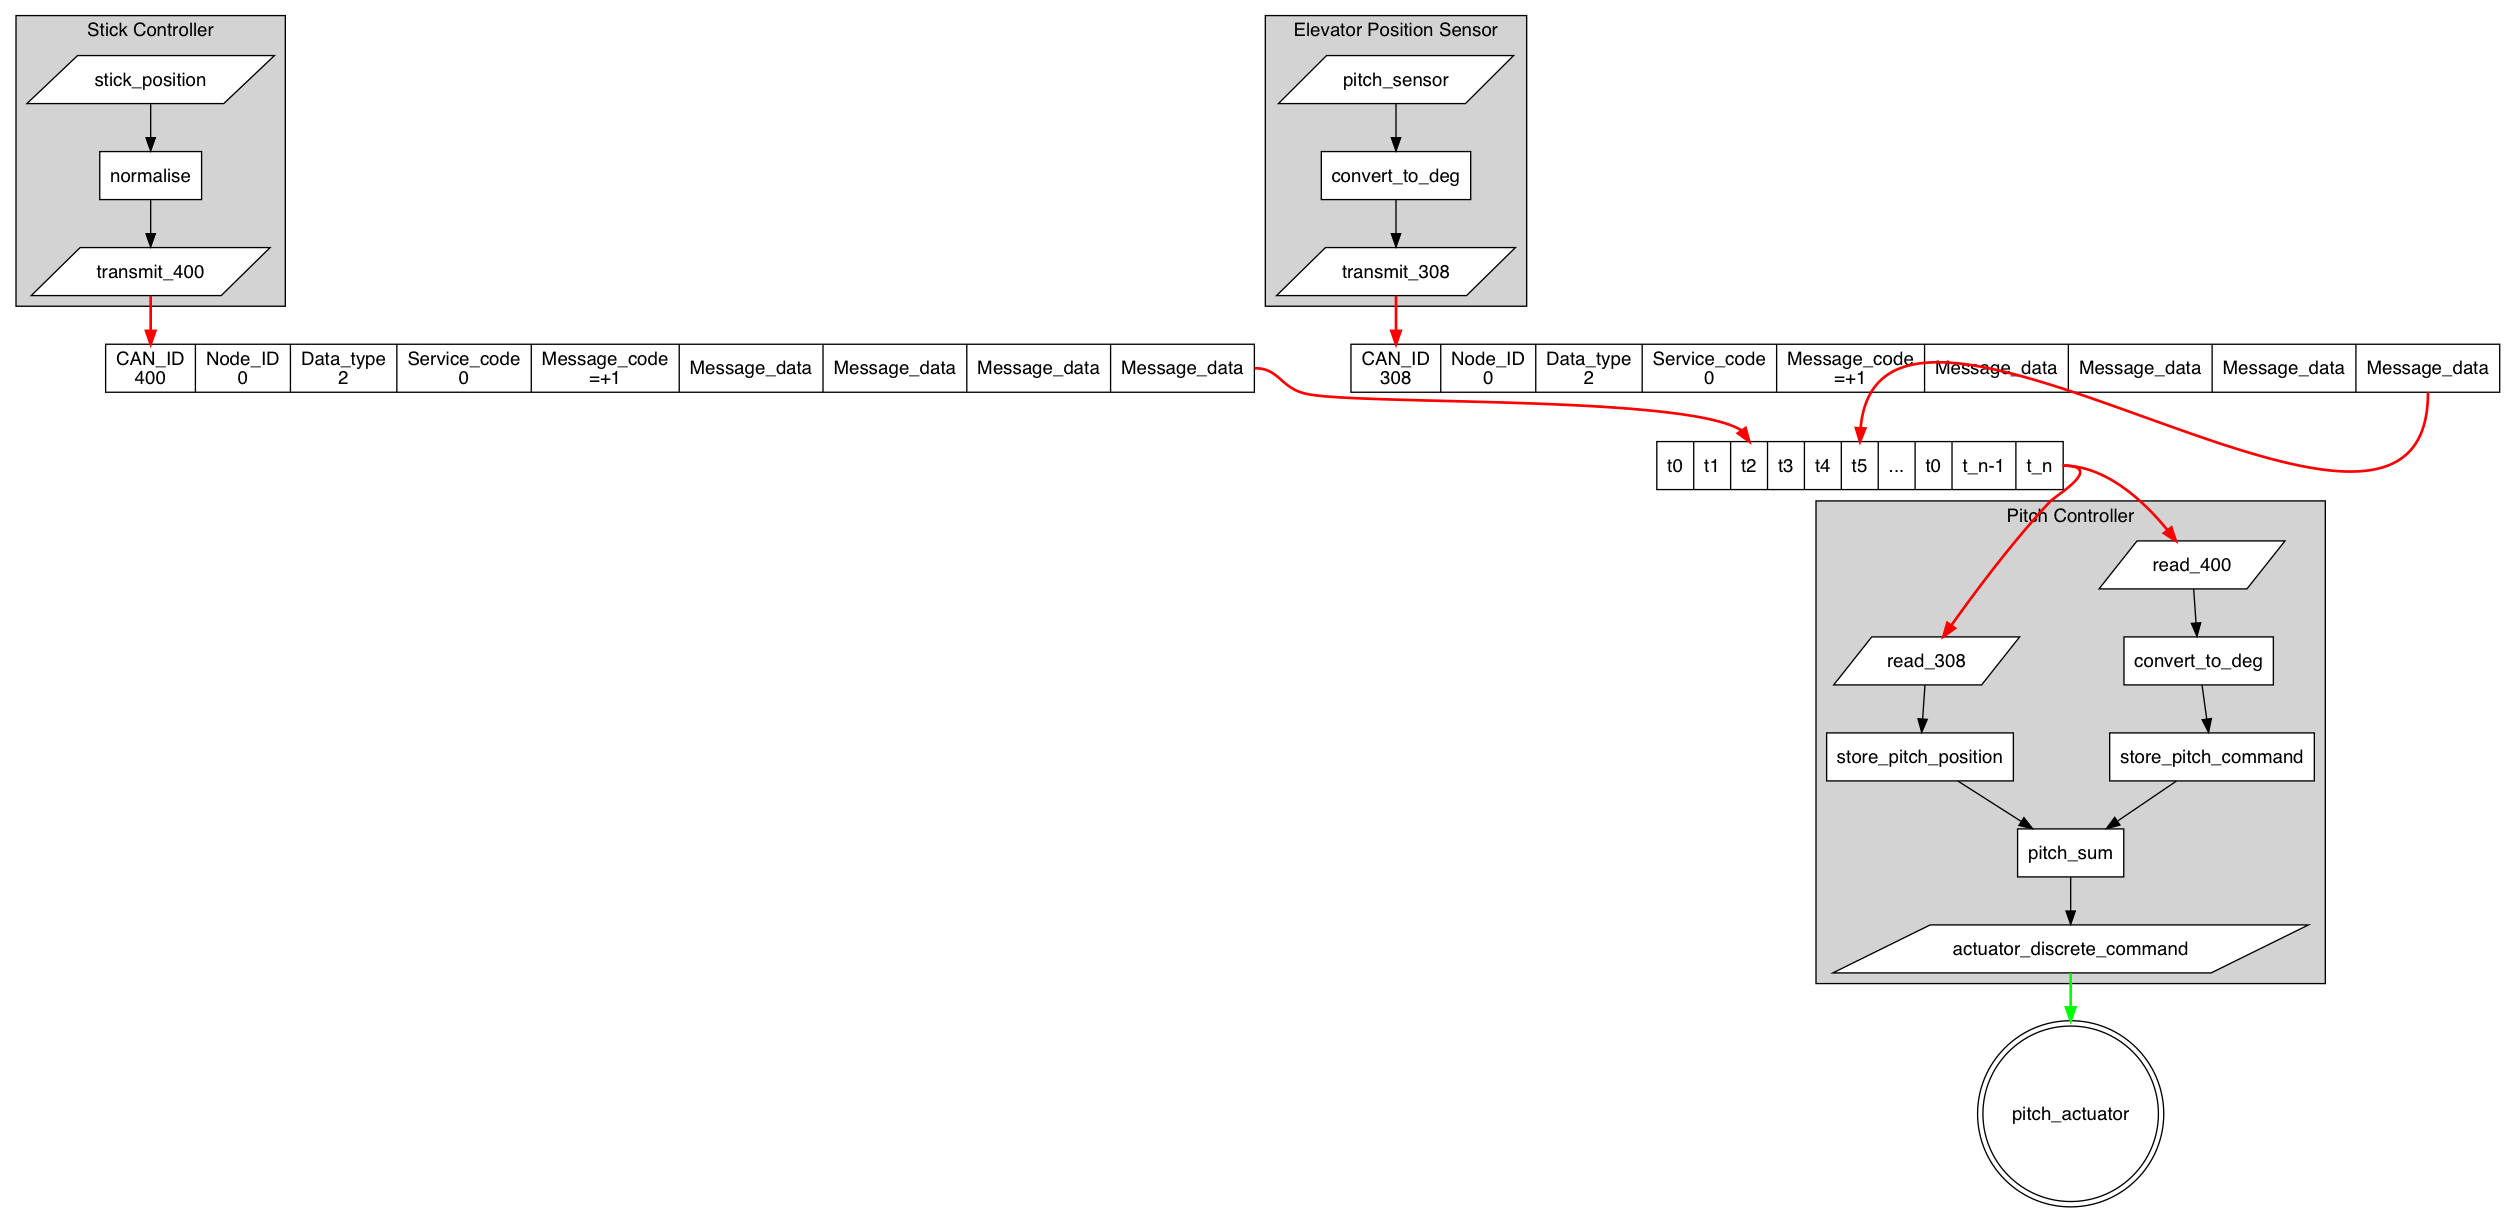 Stick Controller
stick_position
normalise
transmit_400
Elevator Position Sensor
pitch_sensor
convert_to_deg
transmit_308
CAN_ID Node_ID Data_type Service_code Message_code Message_data Message_data Message_data Message_data
400 0 2 0 =+1
CAN_ID Node_ID Data_type Service_code Message_code Message_data Message_data Message_data Message_data
308 0 2 0 =+1
t0 t1 t2 t3 t4 t5 ... t0 t_n-1 t_n
Pitch Controller
read_400
read_308 convert_to_deg
store_pitch_position store_pitch_command
pitch_sum
actuator_discrete_command
pitch_actuator